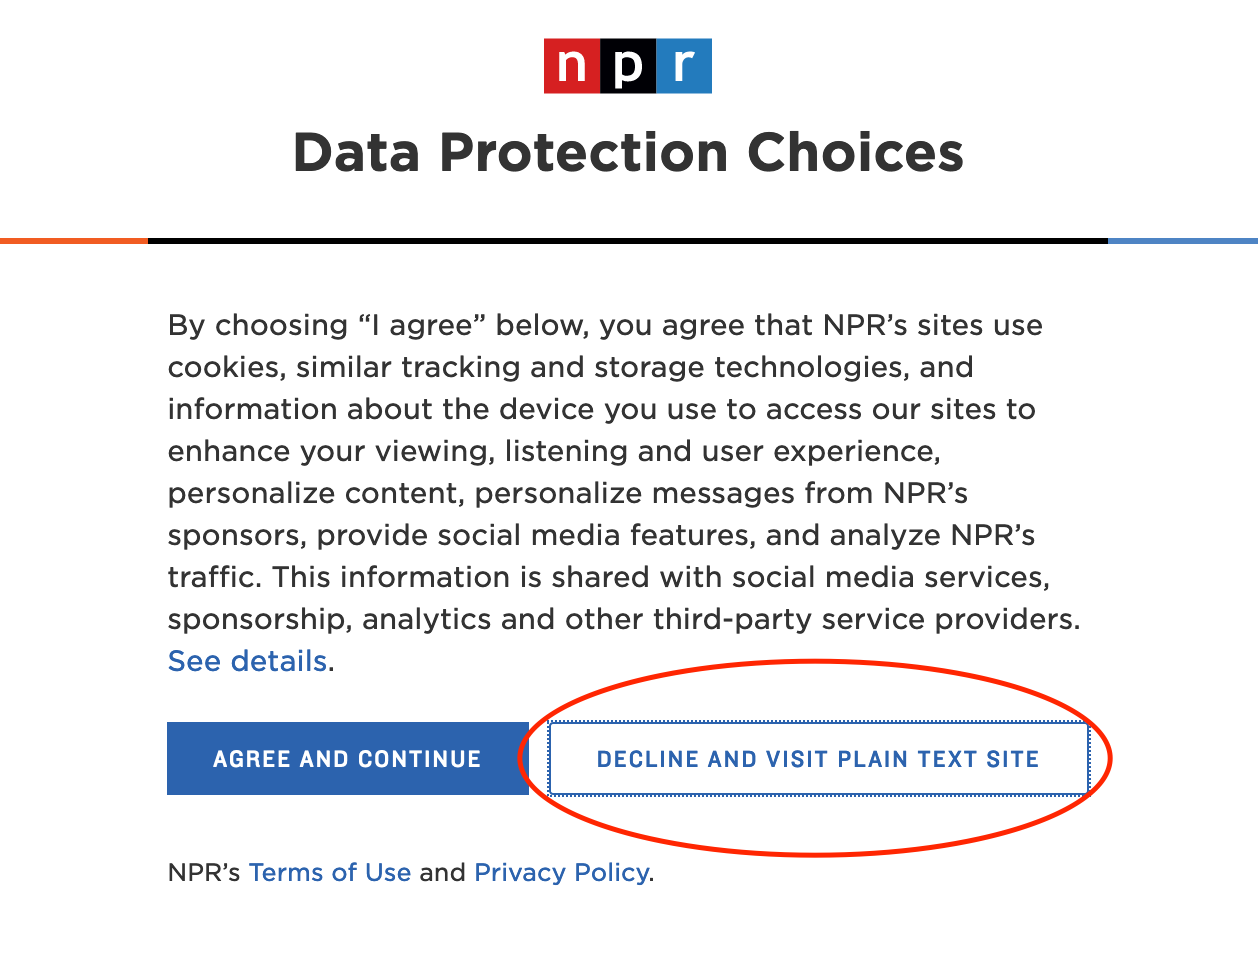 npr
Data Protection Choices
By choosing “I agree” below, you agree that NPR’s sites use
cookies, similar tracking and storage technologies, and
information about the device you use to access our sites to
enhance your viewing, listening and user experience,
personalize content, personalize messages from NPR’s
sponsors, provide social media features, and analyze NPR’s
traffic. This information is shared with social media services,
sponsorship, analytics and other third-party service providers.
See details.
AGREE AND CONTINUE DECLINE AND VISIT PLAIN TEXT SITE
NPR’s Terms of Use and Privacy Policy.